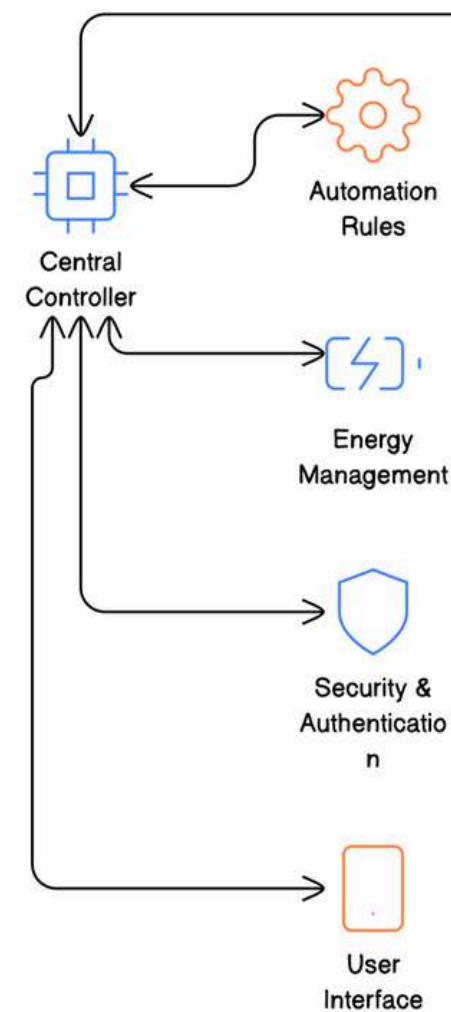 Automation
Rules
Central
Controller
Energy
Management
Security &
Authenticatio
n
User
Interface